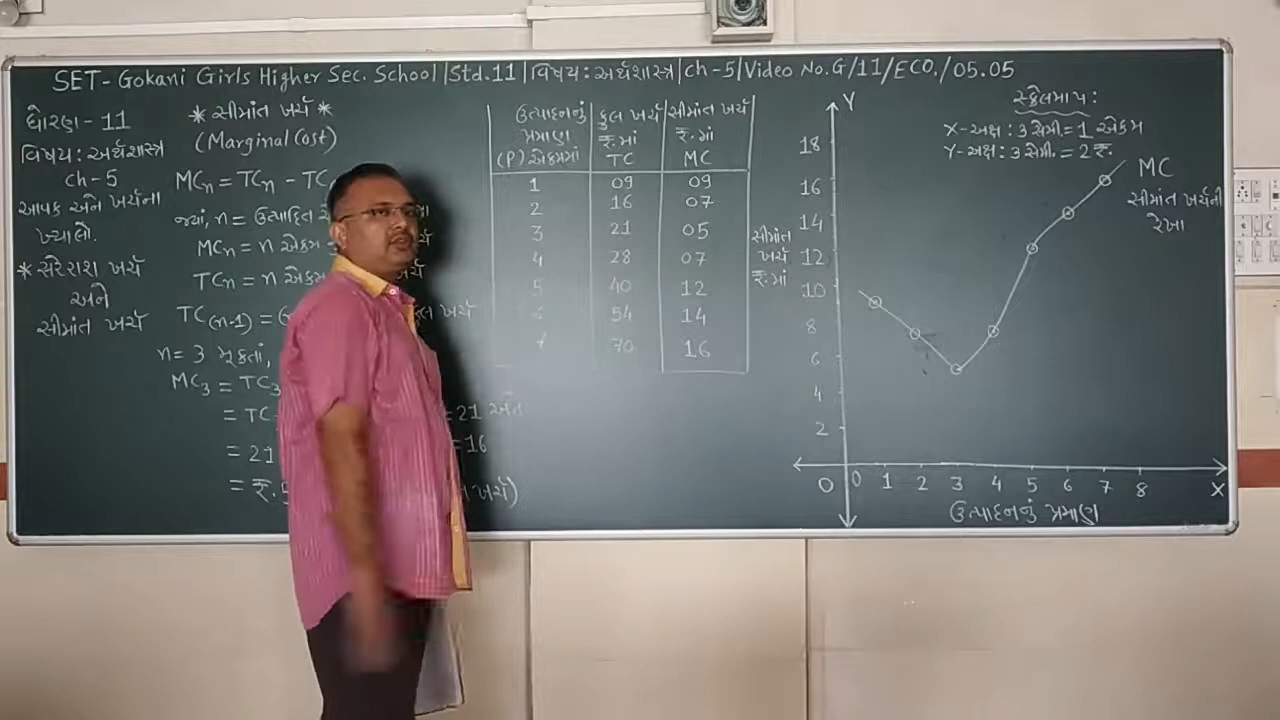 SET- Gokani Girls Higher Sec. School | Std.11 | વિષય: અર્થશાસ્ત્ર | ch-5 | Video No.G/11/ECO./05.05
ધોરણ - 11
વિષય: અર્થશાસ્ત્ર
Ch-5
આવક અને ખર્ચના
ખ્યાલો.
* સરેરાશ ખર્ચ
અને
સીમાંત ખર્ચ
* સીમાંત ખર્ચ *
(Marginal Cost)
MCn = TCn - TC
જ્યાં, n = ઉત્પાદિત
MCn = n એકમ
TCn = n એકમ ખર્ચ
TC(n-1) = કુલ ખર્ચ
n = 3 મૂકતાં,
MC3 = TC3
= TC = 21 અને
= 21 = 16
= ₹. 5 ખર્ચ)
ઉત્પાદનનું કુલ ખર્ચ સીમાંત ખર્ચ
પ્રમાણ ₹.માં ₹.માં
(P) એકમમાં TC MC
1 09 09
2 16 07
3 21 05
4 28 07
5 40 12
6 54 14
7 70 16
સ્કેલમાપ:
X-અક્ષ: 3 સેમી. = 1 એકમ
Y-અક્ષ: 3 સેમી. = 2 ₹.
Y
MC
સીમાંત ખર્ચની
રેખા
સીમાંત
ખર્ચ
₹.માં
18
16
14
12
10
8
6
4
2
O 0 1 2 3 4 5 6 7 8 X
ઉત્પાદનનું પ્રમાણ